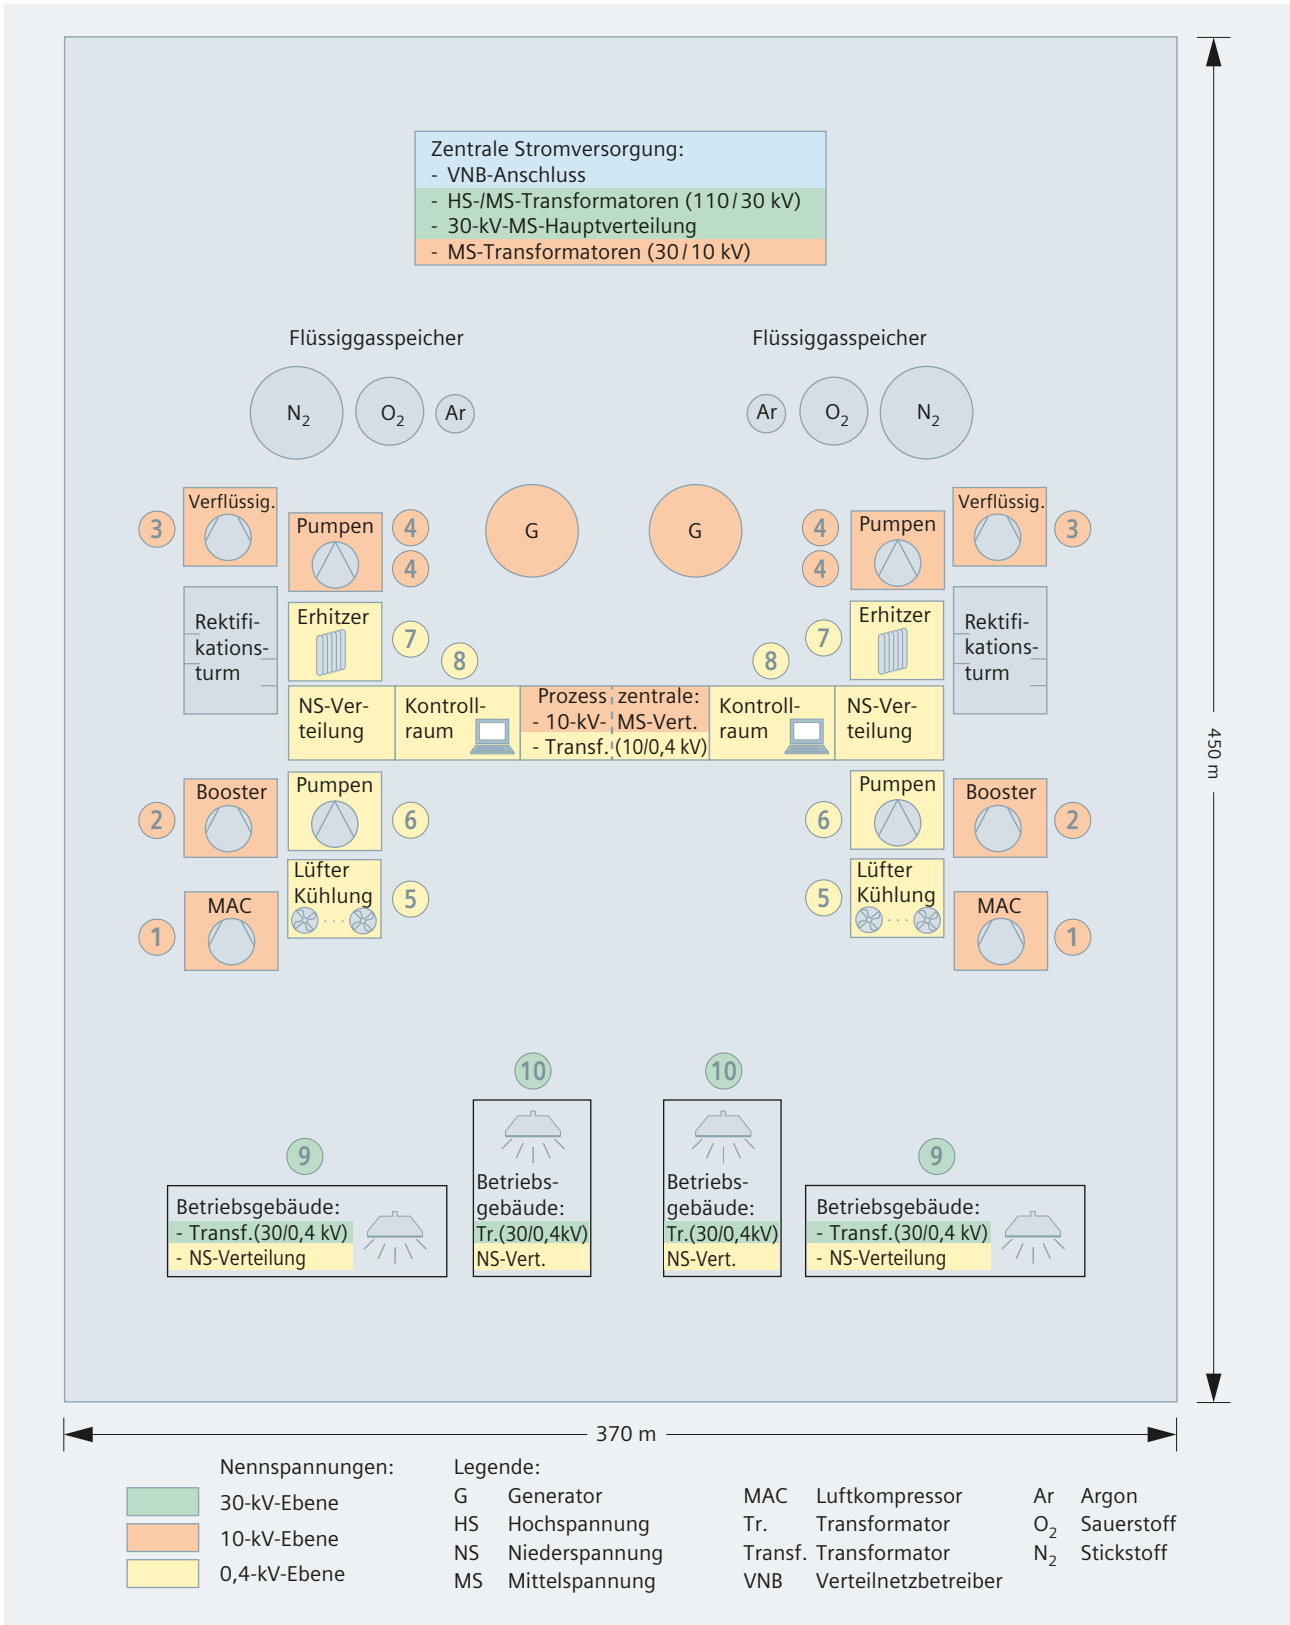 Zentrale Stromversorgung:
- VNB-Anschluss
- HS-/MS-Transformatoren (110/30 kV)
- 30-kV-MS-Hauptverteilung
- MS-Transformatoren (30/10 kV)
Flüssiggasspeicher
Flüssiggasspeicher
N2 O2 Ar
Ar O2 N2
3
Verflüssig.
Pumpen
4
4
G
G
4
4
Pumpen
Verflüssig.
3
Rektifi-
kations-
turm
Erhitzer
7
8
8
7
Erhitzer
Rektifi-
kations-
turm
NS-Ver-
teilung
Kontroll-
raum
Prozess zentrale:
- 10-kV- MS-Vert.
- Transf. (10/0,4 kV)
Kontroll-
raum
NS-Ver-
teilung
2
Booster
Pumpen
6
6
Pumpen
Booster
2
1
MAC
Lüfter
Kühlung
5
5
Lüfter
Kühlung
MAC
1
450 m
10
10
9
9
Betriebsgebäude:
- Transf.(30/0,4 kV)
- NS-Verteilung
Betriebs-
gebäude:
Tr.(30/0,4kV)
NS-Vert.
Betriebs-
gebäude:
Tr.(30/0,4kV)
NS-Vert.
Betriebsgebäude:
- Transf.(30/0,4 kV)
- NS-Verteilung
370 m
Nennspannungen:
30-kV-Ebene
10-kV-Ebene
0,4-kV-Ebene
Legende:
G Generator
HS Hochspannung
NS Niederspannung
MS Mittelspannung
MAC Luftkompressor
Tr. Transformator
Transf. Transformator
VNB Verteilnetzbetreiber
Ar Argon
O2 Sauerstoff
N2 Stickstoff